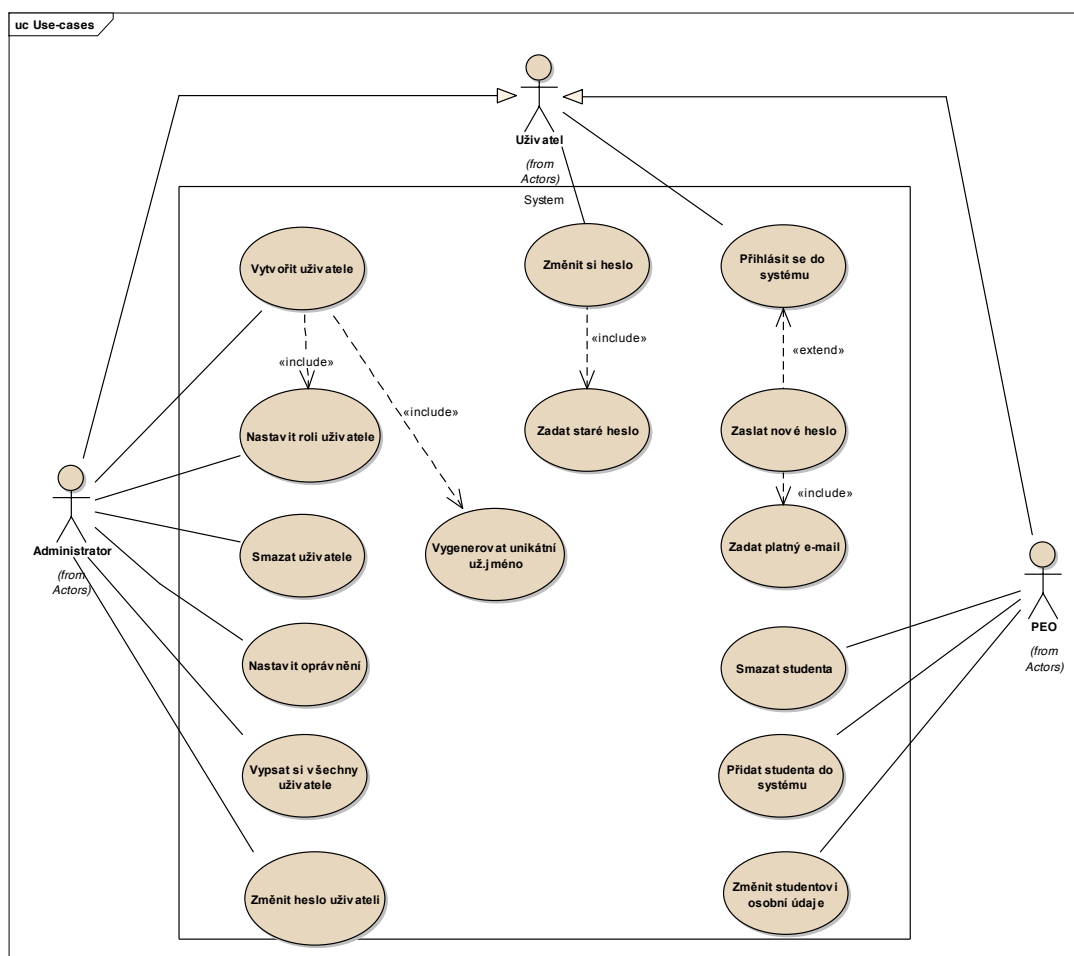 uc Use-cases
Uživatel
(from
Actors)
System
Vytvořit uživatele
Změnit si heslo
Přihlásit se do
systému
«include»
«include»
«extend»
«include»
Nastavit roli uživatele
Zadat staré heslo
Zaslat nové heslo
«include»
Administrator
(from
Actors)
Smazat uživatele
Vygenerovat unikátní
už.jméno
Zadat platný e-mail
PEO
(from
Actors)
Nastavit oprávnění
Smazat studenta
Vypsat si všechny
uživatele
Přidat studenta do
systému
Změnit heslo uživateli
Změnit studentovi
osobní údaje